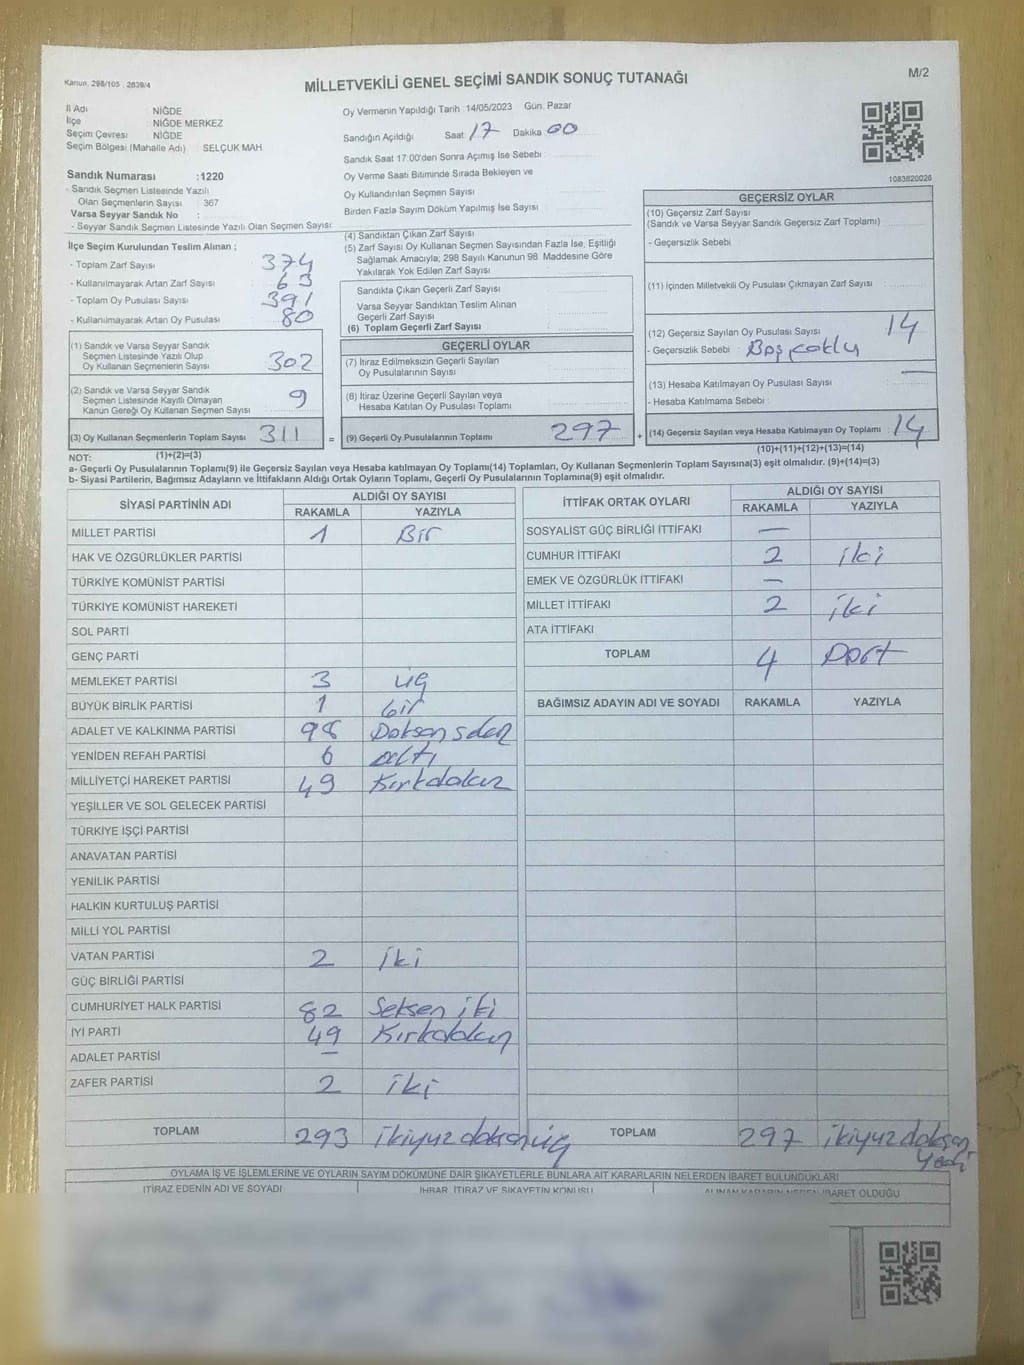 Kanun: 298/105 , 2839/4
MİLLETVEKİLİ GENEL SEÇİMİ SANDIK SONUÇ TUTANAĞI
M/2
İl Adı NİĞDE
İlçe NİĞDE MERKEZ
Seçim Çevresi NİĞDE
Seçim Bölgesi (Mahalle Adı) : SELÇUK MAH.
Sandık Numarası :1220
- Sandık Seçmen Listesinde Yazılı
Olan Seçmenlerin Sayısı : 367
Varsa Seyyar Sandık No :
- Seyyar Sandık Seçmen Listesinde Yazılı Olan Seçmen Sayısı:
Oy Vermenin Yapıldığı Tarih :14/05/2023 Gün: Pazar
Sandığın Açıldığı Saat: 17 Dakika: 00
Sandık Saat 17:00'den Sonra Açımış İse Sebebi :
Oy Verme Saati Bitiminde Sırada Bekleyen ve
Oy Kullandırılan Seçmen Sayısı :
Birden Fazla Sayım Döküm Yapılmış İse Sayısı :
1083620026
İlçe Seçim Kurulundan Teslim Alınan ;
- Toplam Zarf Sayısı : 374
- Kullanılmayarak Artan Zarf Sayısı : 63
- Toplam Oy Pusulası Sayısı : 391
- Kullanılmayarak Artan Oy Pusulası : 80
(1) Sandık ve Varsa Seyyar Sandık
Seçmen Listesinde Yazılı Olup
Oy Kullanan Seçmenlerin Sayısı : 302
(2) Sandık ve Varsa Seyyar Sandık
Seçmen Listesinde Kayıtlı Olmayan
Kanun Gereği Oy Kullanan Seçmen Sayısı : 9
(3) Oy Kullanan Seçmenlerin Toplam Sayısı : 311
(1)+(2)=(3)
(4) Sandıktan Çıkan Zarf Sayısı :
(5) Zarf Sayısı Oy Kullanan Seçmen Sayısından Fazla İse, Eşitliği
Sağlamak Amacıyla; 298 Sayılı Kanunun 98. Maddesine Göre
Yakılarak Yok Edilen Zarf Sayısı :
Sandıkta Çıkan Geçerli Zarf Sayısı :
Varsa Seyyar Sandıktan Teslim Alınan
Geçerli Zarf Sayısı :
(6) Toplam Geçerli Zarf Sayısı :
GEÇERLİ OYLAR
(7) İtiraz Edilmeksizin Geçerli Sayılan
Oy Pusulalarının Sayısı :
(8) İtiraz Üzerine Geçerli Sayılan veya
Hesaba Katılan Oy Pusulası Toplamı :
= (9) Geçerli Oy Pusulalarının Toplamı : 297 +
GEÇERSİZ OYLAR
(10) Geçersiz Zarf Sayısı
(Sandık ve Varsa Seyyar Sandık Geçersiz Zarf Toplamı) :
- Geçersizlik Sebebi :
(11) İçinden Milletvekili Oy Pusulası Çıkmayan Zarf Sayısı :
(12) Geçersiz Sayılan Oy Pusulası Sayısı : 14
- Geçersizlik Sebebi :
(13) Hesaba Katılmayan Oy Pusulası Sayısı : —
- Hesaba Katılmama Sebebi :
(14) Geçersiz Sayılan veya Hesaba Katılmayan Oy Toplamı : 14
(10)+(11)+(12)+(13)=(14)
NOT:
a- Geçerli Oy Pusulalarının Toplamı(9) ile Geçersiz Sayılan veya Hesaba katılmayan Oy Toplamı(14) Toplamları, Oy Kullanan Seçmenlerin Toplam Sayısına(3) eşit olmalıdır. (9)+(14)=(3)
b- Siyasi Partilerin, Bağımsız Adayların ve İttifakların Aldığı Ortak Oyların Toplamı, Geçerli Oy Pusulalarının Toplamına(9) eşit olmalıdır.
SİYASİ PARTİNİN ADI ALDIĞI OY SAYISI
RAKAMLA YAZIYLA
MİLLET PARTİSİ 1 Bir
HAK VE ÖZGÜRLÜKLER PARTİSİ
TÜRKİYE KOMÜNİST PARTİSİ
TÜRKİYE KOMÜNİST HAREKETİ
SOL PARTİ
GENÇ PARTİ
MEMLEKET PARTİSİ 3 üç
BÜYÜK BİRLİK PARTİSİ 1 bir
ADALET VE KALKINMA PARTİSİ 98 Doksan sekiz
YENİDEN REFAH PARTİSİ 6 altı
MİLLİYETÇİ HAREKET PARTİSİ 49 Kırkdokuz
YEŞİLLER VE SOL GELECEK PARTİSİ
TÜRKİYE İŞÇİ PARTİSİ
ANAVATAN PARTİSİ
YENİLİK PARTİSİ
HALKIN KURTULUŞ PARTİSİ
MİLLİ YOL PARTİSİ
VATAN PARTİSİ 2 iki
GÜÇ BİRLİĞİ PARTİSİ
CUMHURİYET HALK PARTİSİ 82 Seksen iki
İYİ PARTİ 49 Kırkdokuz
ADALET PARTİSİ —
ZAFER PARTİSİ 2 iki
TOPLAM 293 ikiyüz doksan üç
İTTİFAK ORTAK OYLARI ALDIĞI OY SAYISI
RAKAMLA YAZIYLA
SOSYALİST GÜÇ BİRLİĞİ İTTİFAKI —
CUMHUR İTTİFAKI 2 iki
EMEK VE ÖZGÜRLÜK İTTİFAKI —
MİLLET İTTİFAKI 2 iki
ATA İTTİFAKI
TOPLAM 4 Dört
BAĞIMSIZ ADAYIN ADI VE SOYADI RAKAMLA YAZIYLA
TOPLAM 297 ikiyüz doksan
yedi
OYLAMA İŞ VE İŞLEMLERİNE VE OYLARIN SAYIM DÖKÜMÜNE DAİR ŞİKAYETLERLE BUNLARA AİT KARARLARIN NELERDEN İBARET BULUNDUKLARI
İTİRAZ EDENİN ADI VE SOYADI İHBAR, İTİRAZ VE ŞİKAYETİN KONUSU ALINAN KARARIN NEDEN İBARET OLDUĞU